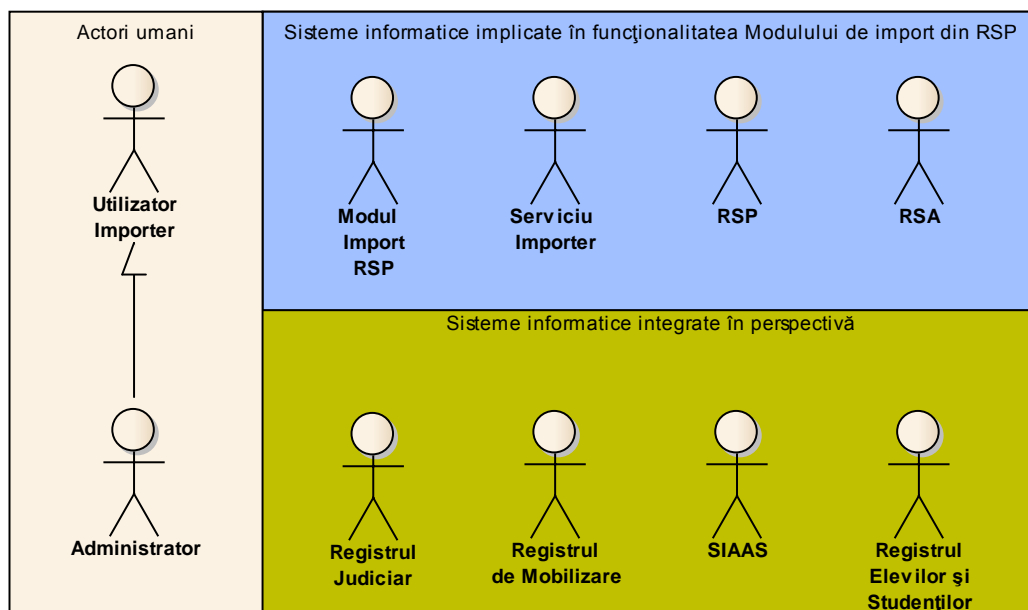 Actori umani
Sisteme informatice implicate în funcţionalitatea Modulului de import din RSP
Utilizator
Importer
Modul
Import
RSP
Serviciu
Importer
RSP
RSA
Sisteme informatice integrate în perspectivă
Administrator
Registrul
Judiciar
Registrul
de Mobilizare
SIAAS
Registrul
Elevilor şi
Studenţilor